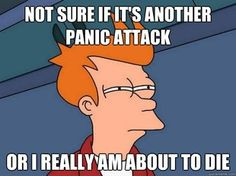 NOT SURE IF IT'S ANOTHER
PANIC ATTACK
OR I REALLY AM ABOUT TO DIE